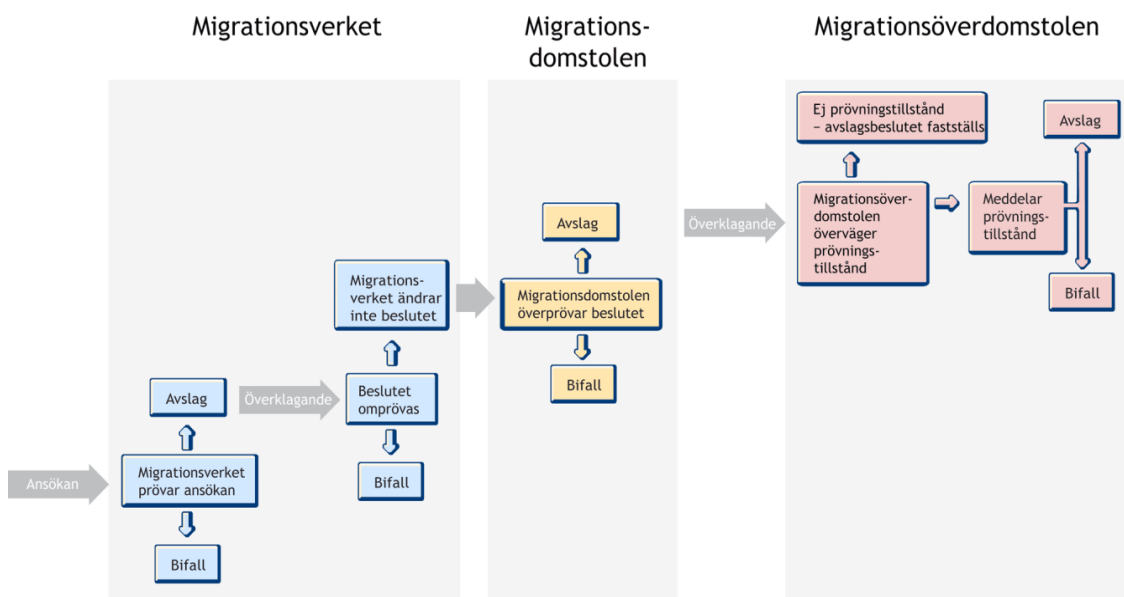 Migrationsverket
Migrations-
domstolen
Migrationsöverdomstolen
Ansökan
Migrationsverket
prövar ansökan
Avslag
Bifall
Överklagande
Beslutet
omprövas
Bifall
Migrations-
verket ändrar
inte beslutet
Avslag
Migrationsdomstolen
överprövar beslutet
Bifall
Överklagande
Ej prövningstillstånd
– avslagsbeslutet fastställs
Migrationsöver-
domstolen
överväger
prövnings-
tillstånd
Meddelar
prövnings-
tillstånd
Avslag
Bifall